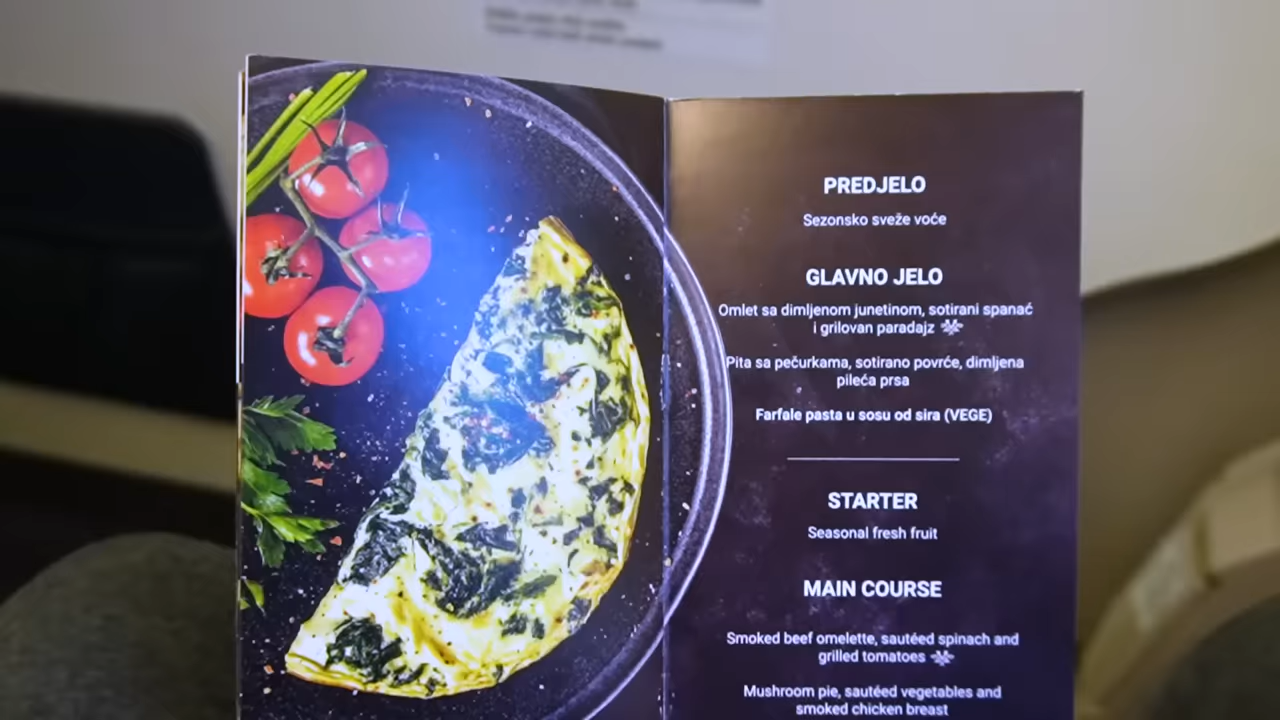 PREDJELO
Sezonsko sveže voće
GLAVNO JELO
Omlet sa dimljenom junetinom, sotirani spanać
i grilovan paradajz
Pita sa pečurkama, sotirano povrće, dimljena
pileća prsa
Farfale pasta u sosu od sira (VEGE)
STARTER
Seasonal fresh fruit
MAIN COURSE
Smoked beef omelette, sautéed spinach and
grilled tomatoes
Mushroom pie, sautéed vegetables and
smoked chicken breast